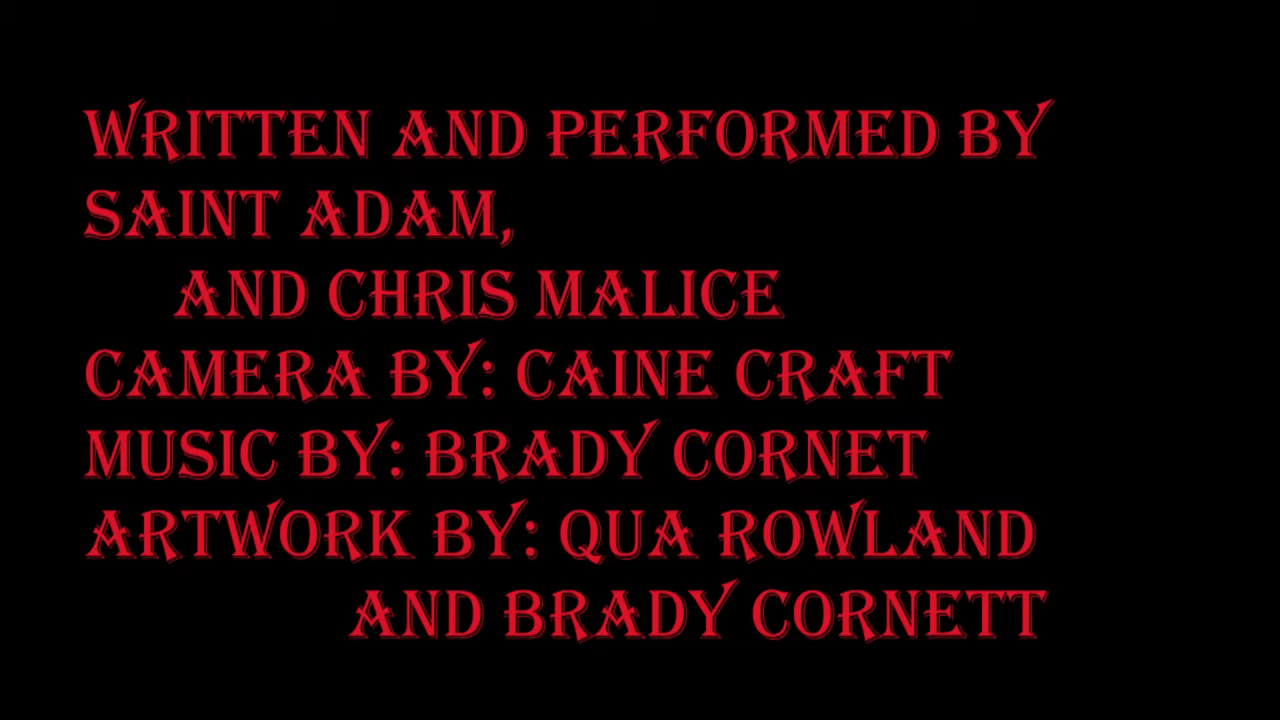 WRITTEN AND PERFORMED BY
SAINT ADAM,
AND CHRIS MALICE
CAMERA BY: CAINE CRAFT
MUSIC BY: BRADY CORNET
ARTWORK BY: QUA ROWLAND
AND BRADY CORNETT